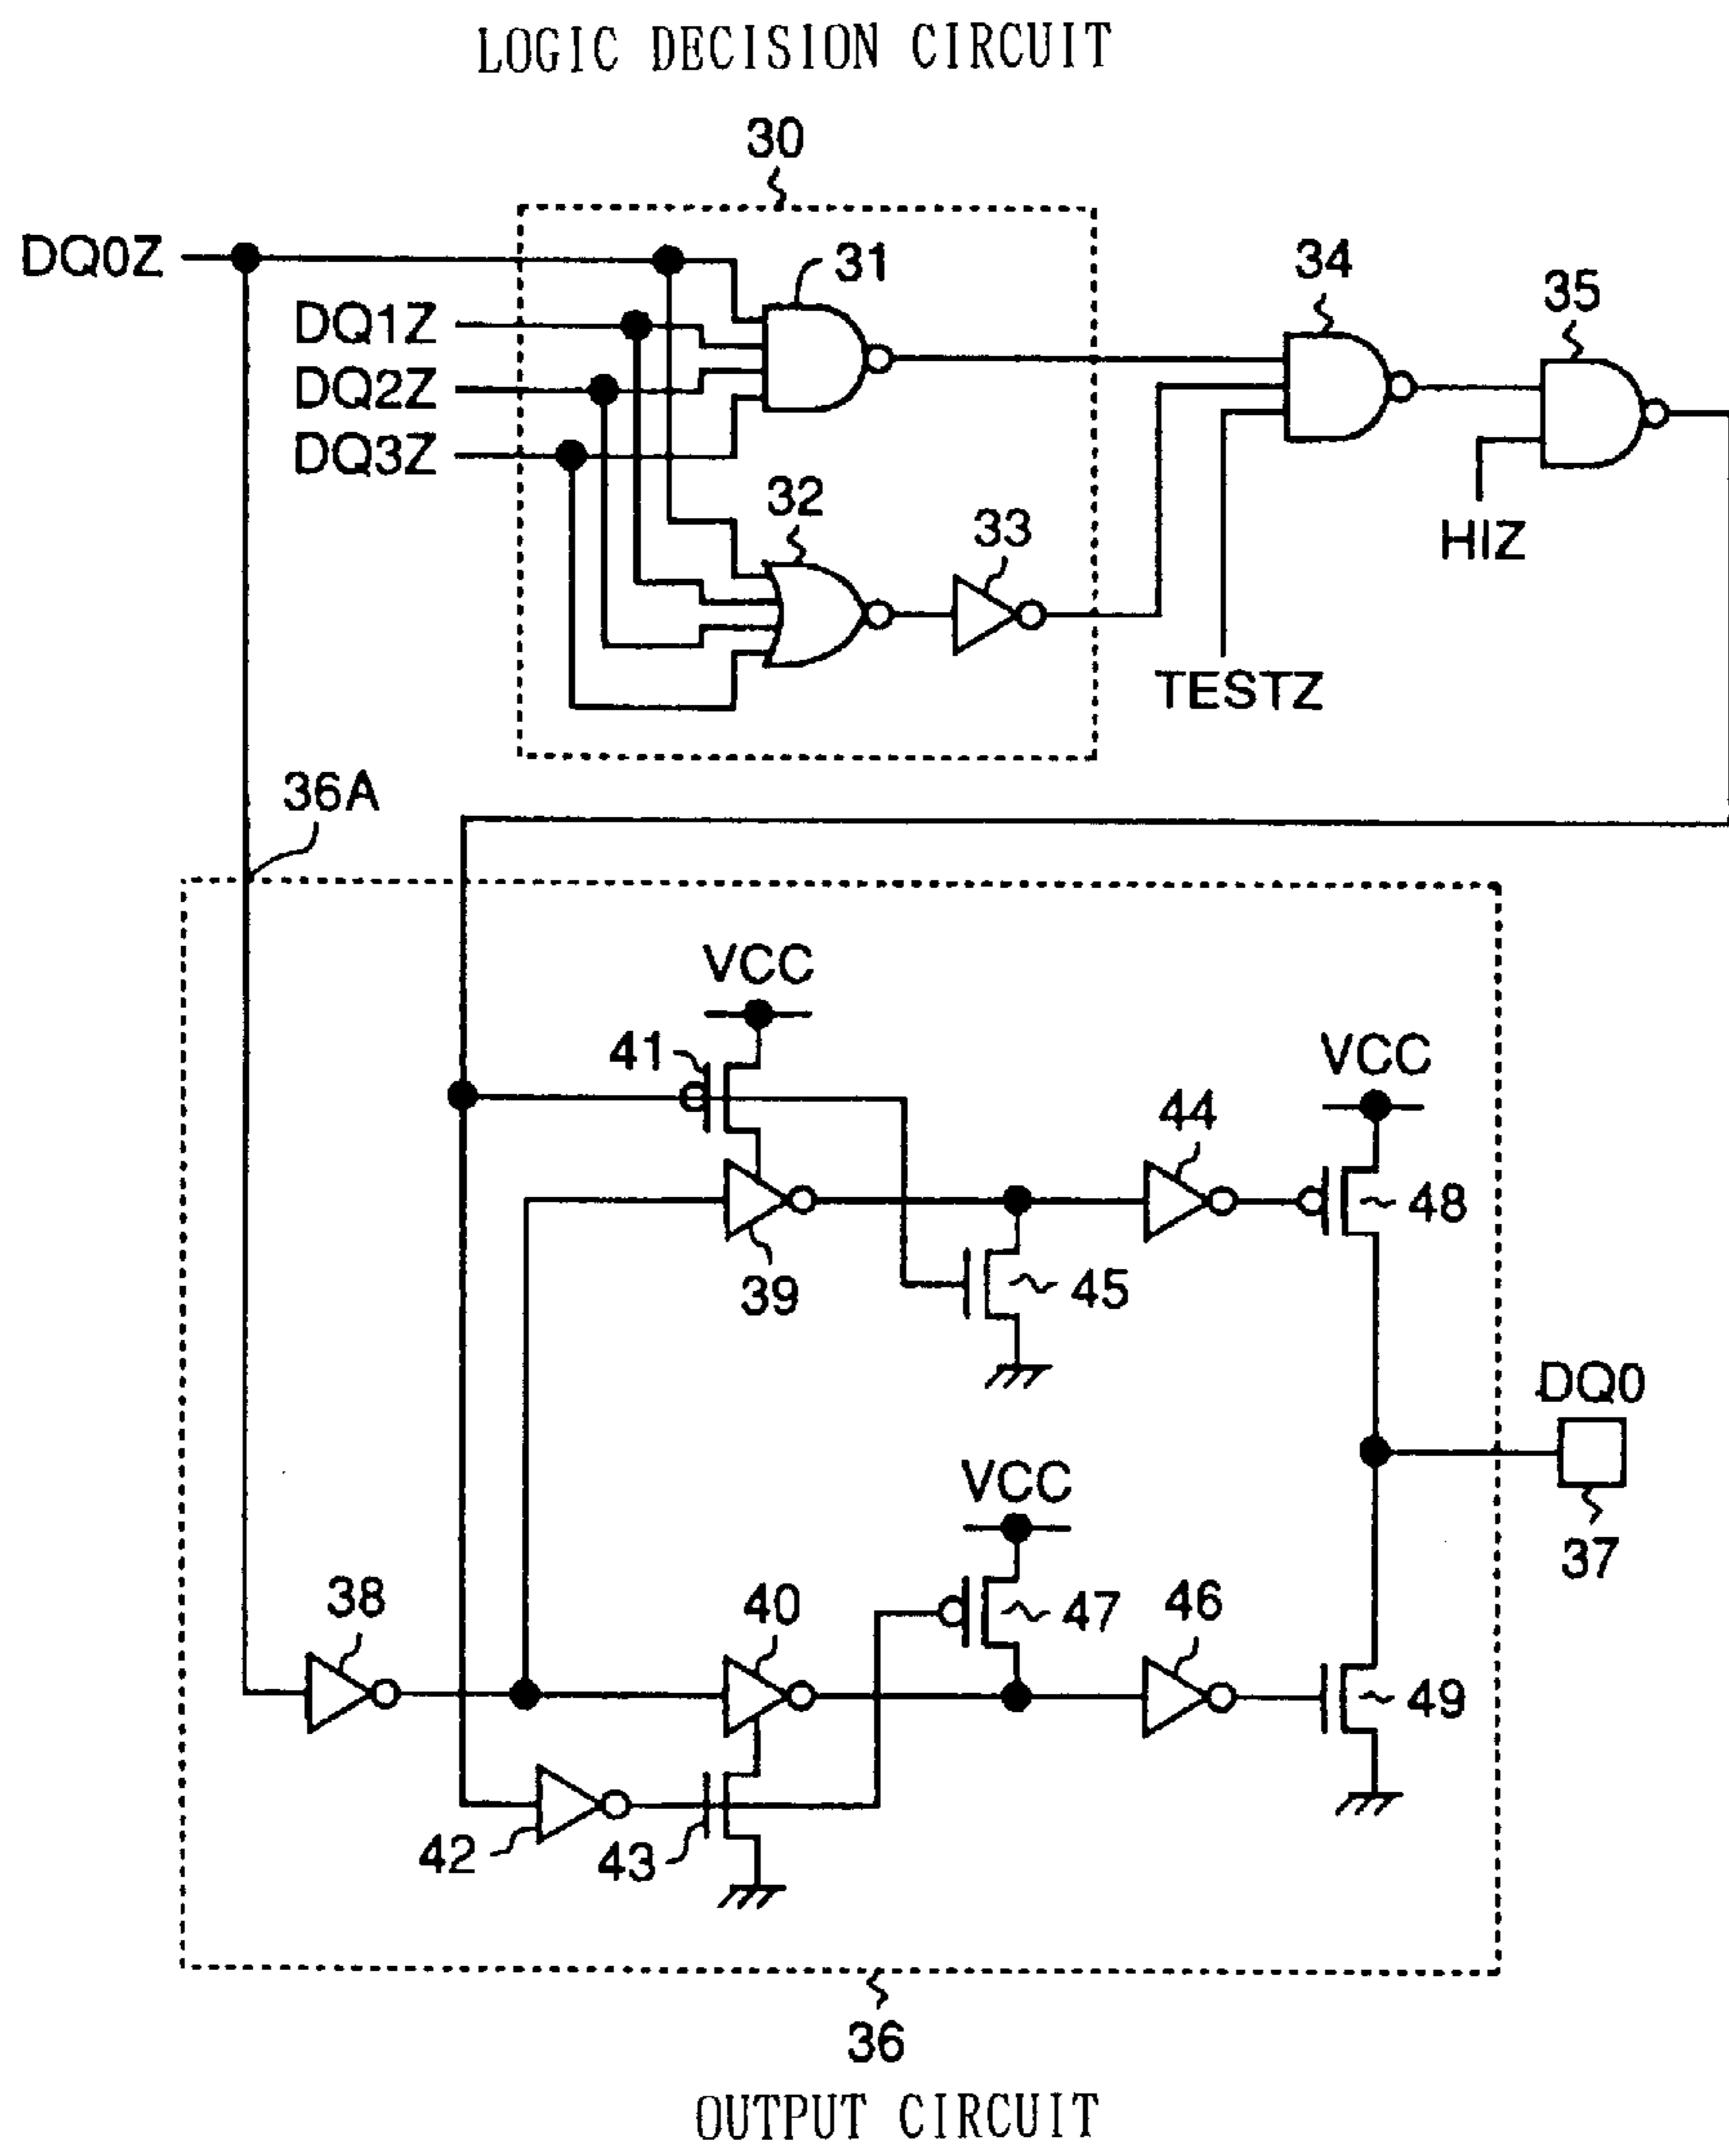 LOGIC DECISION CIRCUIT
30
DQ0Z
31
34
35
DQ1Z
DQ2Z
DQ3Z
32
33
HIZ
TESTZ
36A
VCC
41
VCC
44
48
39
45
DQ0
VCC
37
38
40
47
46
49
42
43
36
OUTPUT CIRCUIT